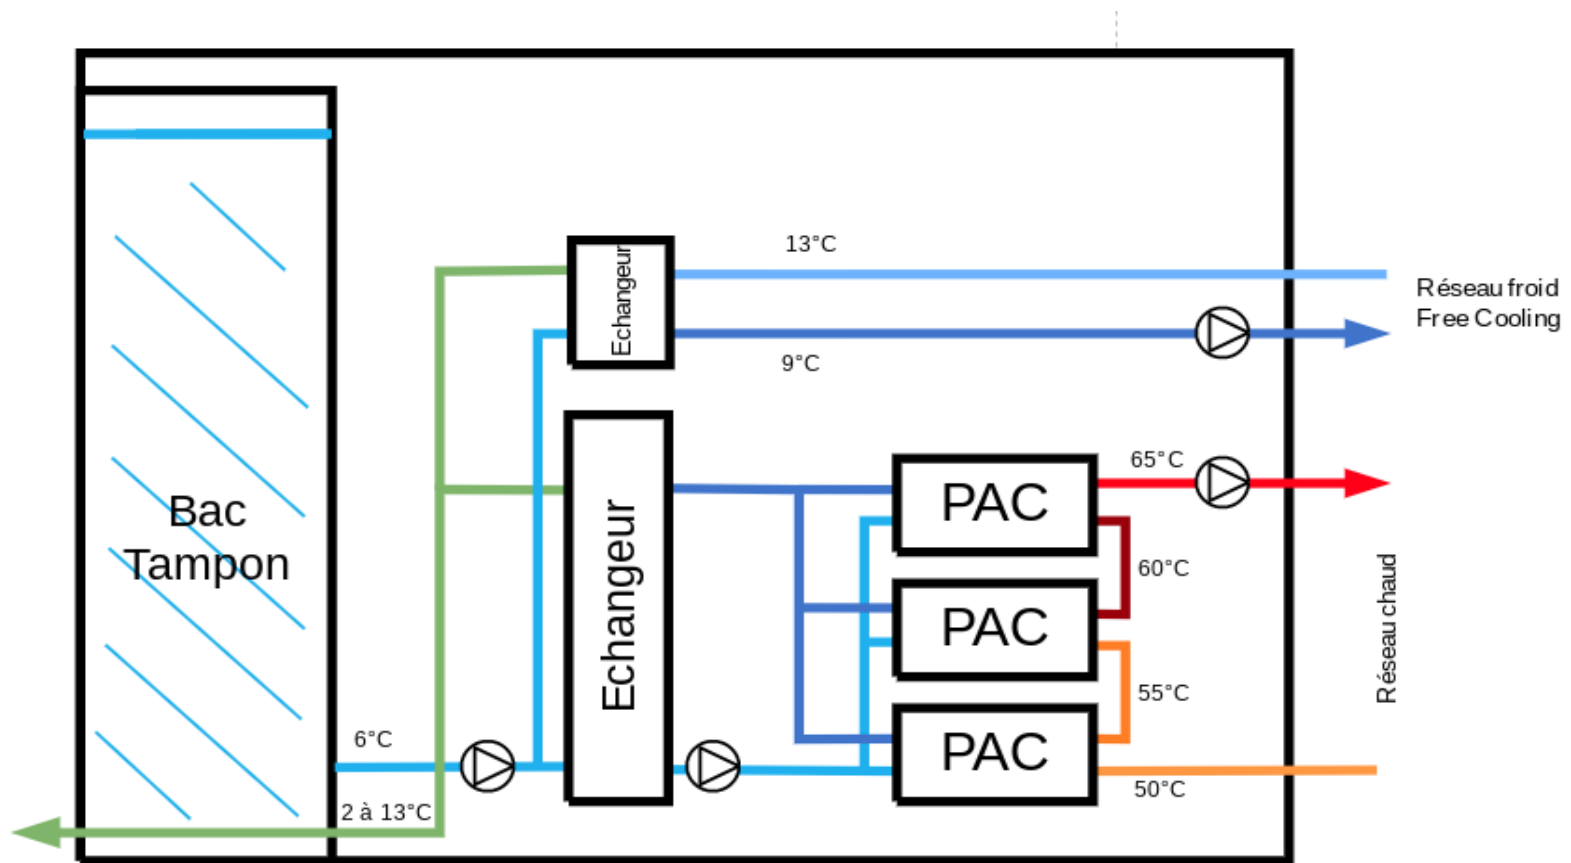 13°C
Echangeur
Réseau froid
Free Cooling
9°C
65°C
PAC
Bac
Tampon
Echangeur
60°C
PAC
Réseau chaud
55°C
6°C
PAC
50°C
2 à 13°C